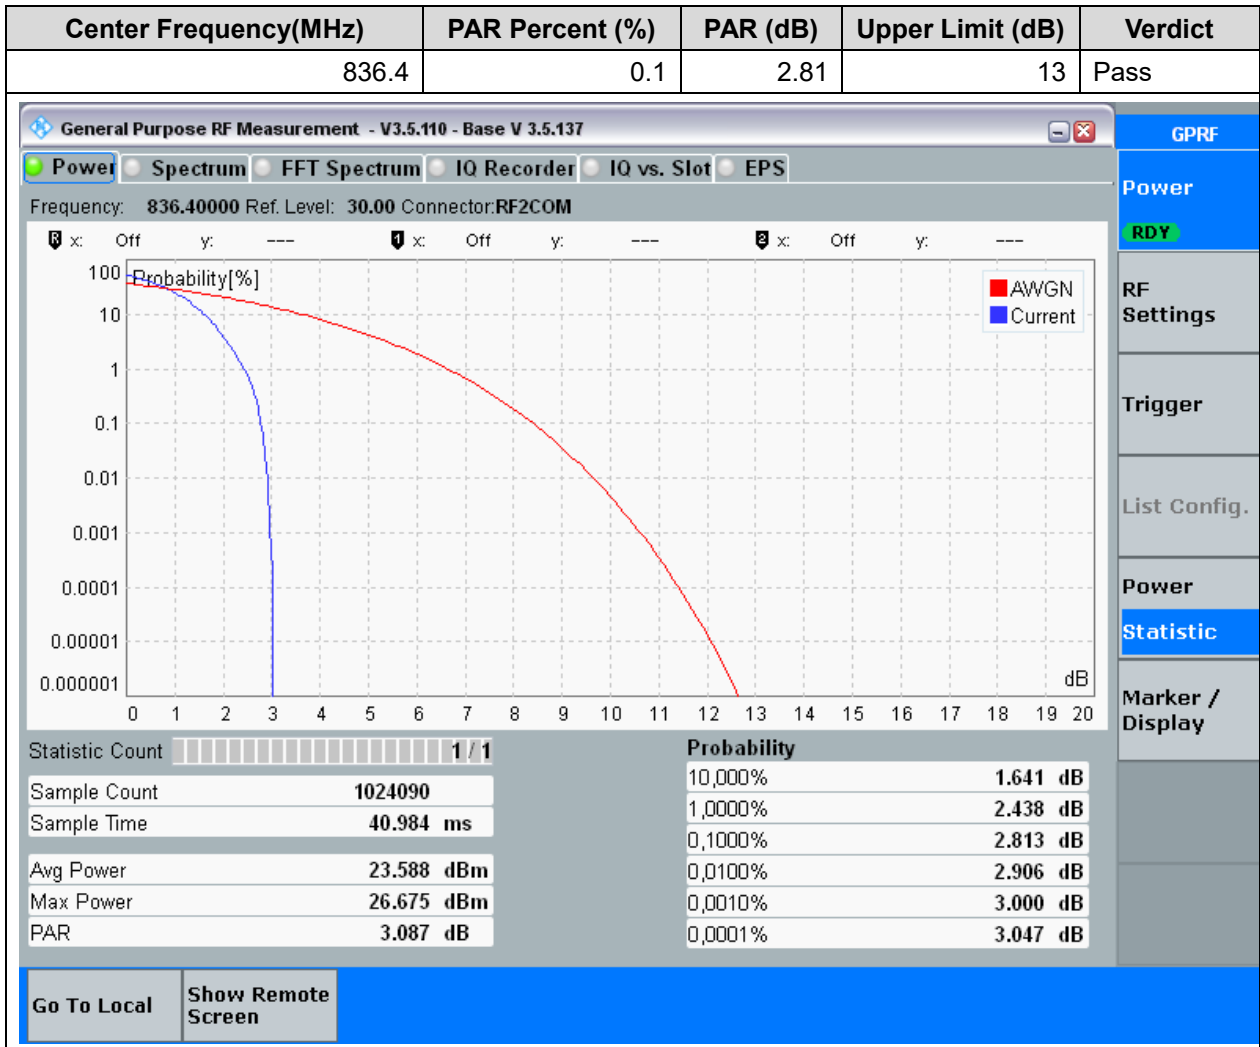 Center Frequency(MHz) PAR Percent (%) PAR (dB) Upper Limit (dB) Verdict
836.4 0.1 2.81 13 Pass
General Purpose RF Measurement - V3.5.110 - Base V 3.5.137
GPRF
Power Spectrum FFT Spectrum IQ Recorder IQ vs. Slot EPS
Power
RDY
Frequency: 836.40000 Ref. Level: 30.00 Connector:RF2COM
R x: Off y: --- 1 x: Off y: --- 2 x: Off y: ---
Probability[%]
AWGN
Current
100
10
1
0.1
0.01
0.001
0.0001
0.00001
0.000001
dB
0 1 2 3 4 5 6 7 8 9 10 11 12 13 14 15 16 17 18 19 20
RF
Settings
Trigger
List Config.
Power
Statistic
Marker /
Display
Statistic Count 1 / 1
Sample Count 1024090
Sample Time 40.984 ms
Avg Power 23.588 dBm
Max Power 26.675 dBm
PAR 3.087 dB
Probability
10,000% 1.641 dB
1,0000% 2.438 dB
0,1000% 2.813 dB
0,0100% 2.906 dB
0,0010% 3.000 dB
0,0001% 3.047 dB
Go To Local
Show Remote
Screen